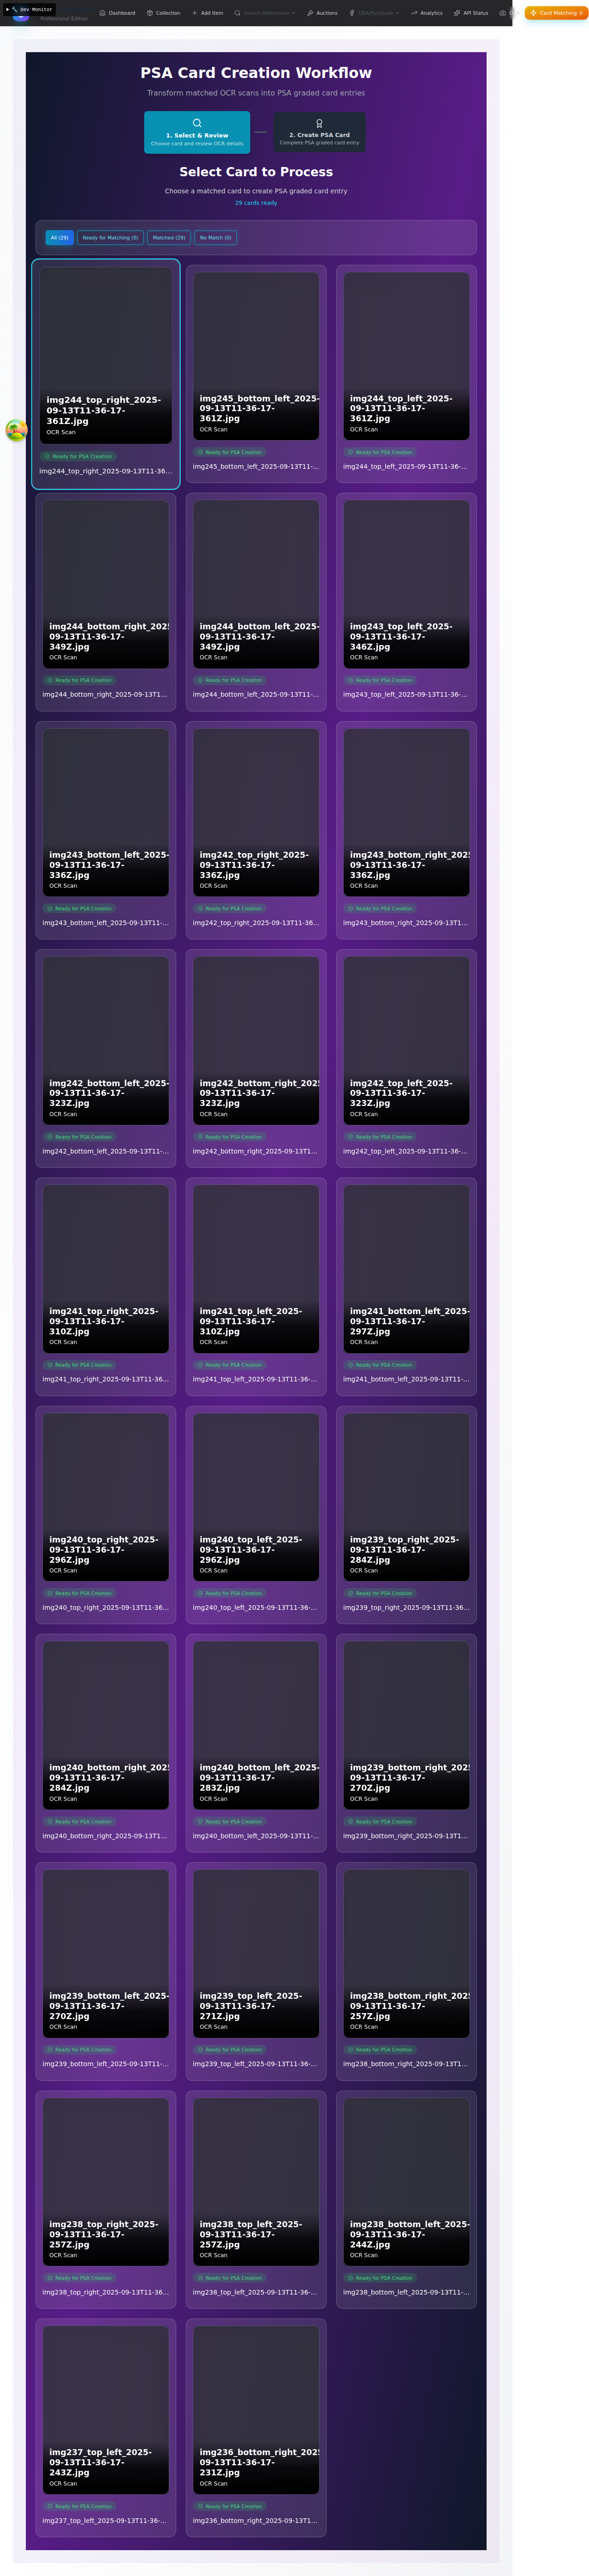 ▶ 🔧 Dev Monitor
Professional Edition
Dashboard
Collection
Add Item
Search References
Auctions
DBA/Facebook
Analytics
API Status
Card Matching
PSA Card Creation Workflow
Transform matched OCR scans into PSA graded card entries
1. Select & Review
Choose card and review OCR details
2. Create PSA Card
Complete PSA graded card entry
Select Card to Process
Choose a matched card to create PSA graded card entry
29 cards ready
All (29)
Ready for Matching (0)
Matched (29)
No Match (0)
img244_top_right_2025-
09-13T11-36-17-
361Z.jpg
OCR Scan
Ready for PSA Creation
img244_top_right_2025-09-13T11-36...
img245_bottom_left_2025-
09-13T11-36-17-
361Z.jpg
OCR Scan
Ready for PSA Creation
img245_bottom_left_2025-09-13T11-...
img244_top_left_2025-
09-13T11-36-17-
361Z.jpg
OCR Scan
Ready for PSA Creation
img244_top_left_2025-09-13T11-36-...
img244_bottom_right_2025
09-13T11-36-17-
349Z.jpg
OCR Scan
Ready for PSA Creation
img244_bottom_right_2025-09-13T1...
img244_bottom_left_2025-
09-13T11-36-17-
349Z.jpg
OCR Scan
Ready for PSA Creation
img244_bottom_left_2025-09-13T11-...
img243_top_left_2025-
09-13T11-36-17-
346Z.jpg
OCR Scan
Ready for PSA Creation
img243_top_left_2025-09-13T11-36-...
img243_bottom_left_2025-
09-13T11-36-17-
336Z.jpg
OCR Scan
Ready for PSA Creation
img243_bottom_left_2025-09-13T11-...
img242_top_right_2025-
09-13T11-36-17-
336Z.jpg
OCR Scan
Ready for PSA Creation
img242_top_right_2025-09-13T11-36...
img243_bottom_right_2025
09-13T11-36-17-
336Z.jpg
OCR Scan
Ready for PSA Creation
img243_bottom_right_2025-09-13T1...
img242_bottom_left_2025-
09-13T11-36-17-
323Z.jpg
OCR Scan
Ready for PSA Creation
img242_bottom_left_2025-09-13T11-...
img242_bottom_right_2025
09-13T11-36-17-
323Z.jpg
OCR Scan
Ready for PSA Creation
img242_bottom_right_2025-09-13T1...
img242_top_left_2025-
09-13T11-36-17-
323Z.jpg
OCR Scan
Ready for PSA Creation
img242_top_left_2025-09-13T11-36-...
img241_top_right_2025-
09-13T11-36-17-
310Z.jpg
OCR Scan
Ready for PSA Creation
img241_top_right_2025-09-13T11-36...
img241_top_left_2025-
09-13T11-36-17-
310Z.jpg
OCR Scan
Ready for PSA Creation
img241_top_left_2025-09-13T11-36-...
img241_bottom_left_2025-
09-13T11-36-17-
297Z.jpg
OCR Scan
Ready for PSA Creation
img241_bottom_left_2025-09-13T11-...
img240_top_right_2025-
09-13T11-36-17-
296Z.jpg
OCR Scan
Ready for PSA Creation
img240_top_right_2025-09-13T11-36...
img240_top_left_2025-
09-13T11-36-17-
296Z.jpg
OCR Scan
Ready for PSA Creation
img240_top_left_2025-09-13T11-36-...
img239_top_right_2025-
09-13T11-36-17-
284Z.jpg
OCR Scan
Ready for PSA Creation
img239_top_right_2025-09-13T11-36...
img240_bottom_right_2025
09-13T11-36-17-
284Z.jpg
OCR Scan
Ready for PSA Creation
img240_bottom_right_2025-09-13T1...
img240_bottom_left_2025-
09-13T11-36-17-
283Z.jpg
OCR Scan
Ready for PSA Creation
img240_bottom_left_2025-09-13T11-...
img239_bottom_right_2025
09-13T11-36-17-
270Z.jpg
OCR Scan
Ready for PSA Creation
img239_bottom_right_2025-09-13T1...
img239_bottom_left_2025-
09-13T11-36-17-
270Z.jpg
OCR Scan
Ready for PSA Creation
img239_bottom_left_2025-09-13T11-...
img239_top_left_2025-
09-13T11-36-17-
271Z.jpg
OCR Scan
Ready for PSA Creation
img239_top_left_2025-09-13T11-36-...
img238_bottom_right_2025
09-13T11-36-17-
257Z.jpg
OCR Scan
Ready for PSA Creation
img238_bottom_right_2025-09-13T1...
img238_top_right_2025-
09-13T11-36-17-
257Z.jpg
OCR Scan
Ready for PSA Creation
img238_top_right_2025-09-13T11-36...
img238_top_left_2025-
09-13T11-36-17-
257Z.jpg
OCR Scan
Ready for PSA Creation
img238_top_left_2025-09-13T11-36-...
img238_bottom_left_2025-
09-13T11-36-17-
244Z.jpg
OCR Scan
Ready for PSA Creation
img238_bottom_left_2025-09-13T11-...
img237_top_left_2025-
09-13T11-36-17-
243Z.jpg
OCR Scan
Ready for PSA Creation
img237_top_left_2025-09-13T11-36-...
img236_bottom_right_2025
09-13T11-36-17-
231Z.jpg
OCR Scan
Ready for PSA Creation
img236_bottom_right_2025-09-13T1...